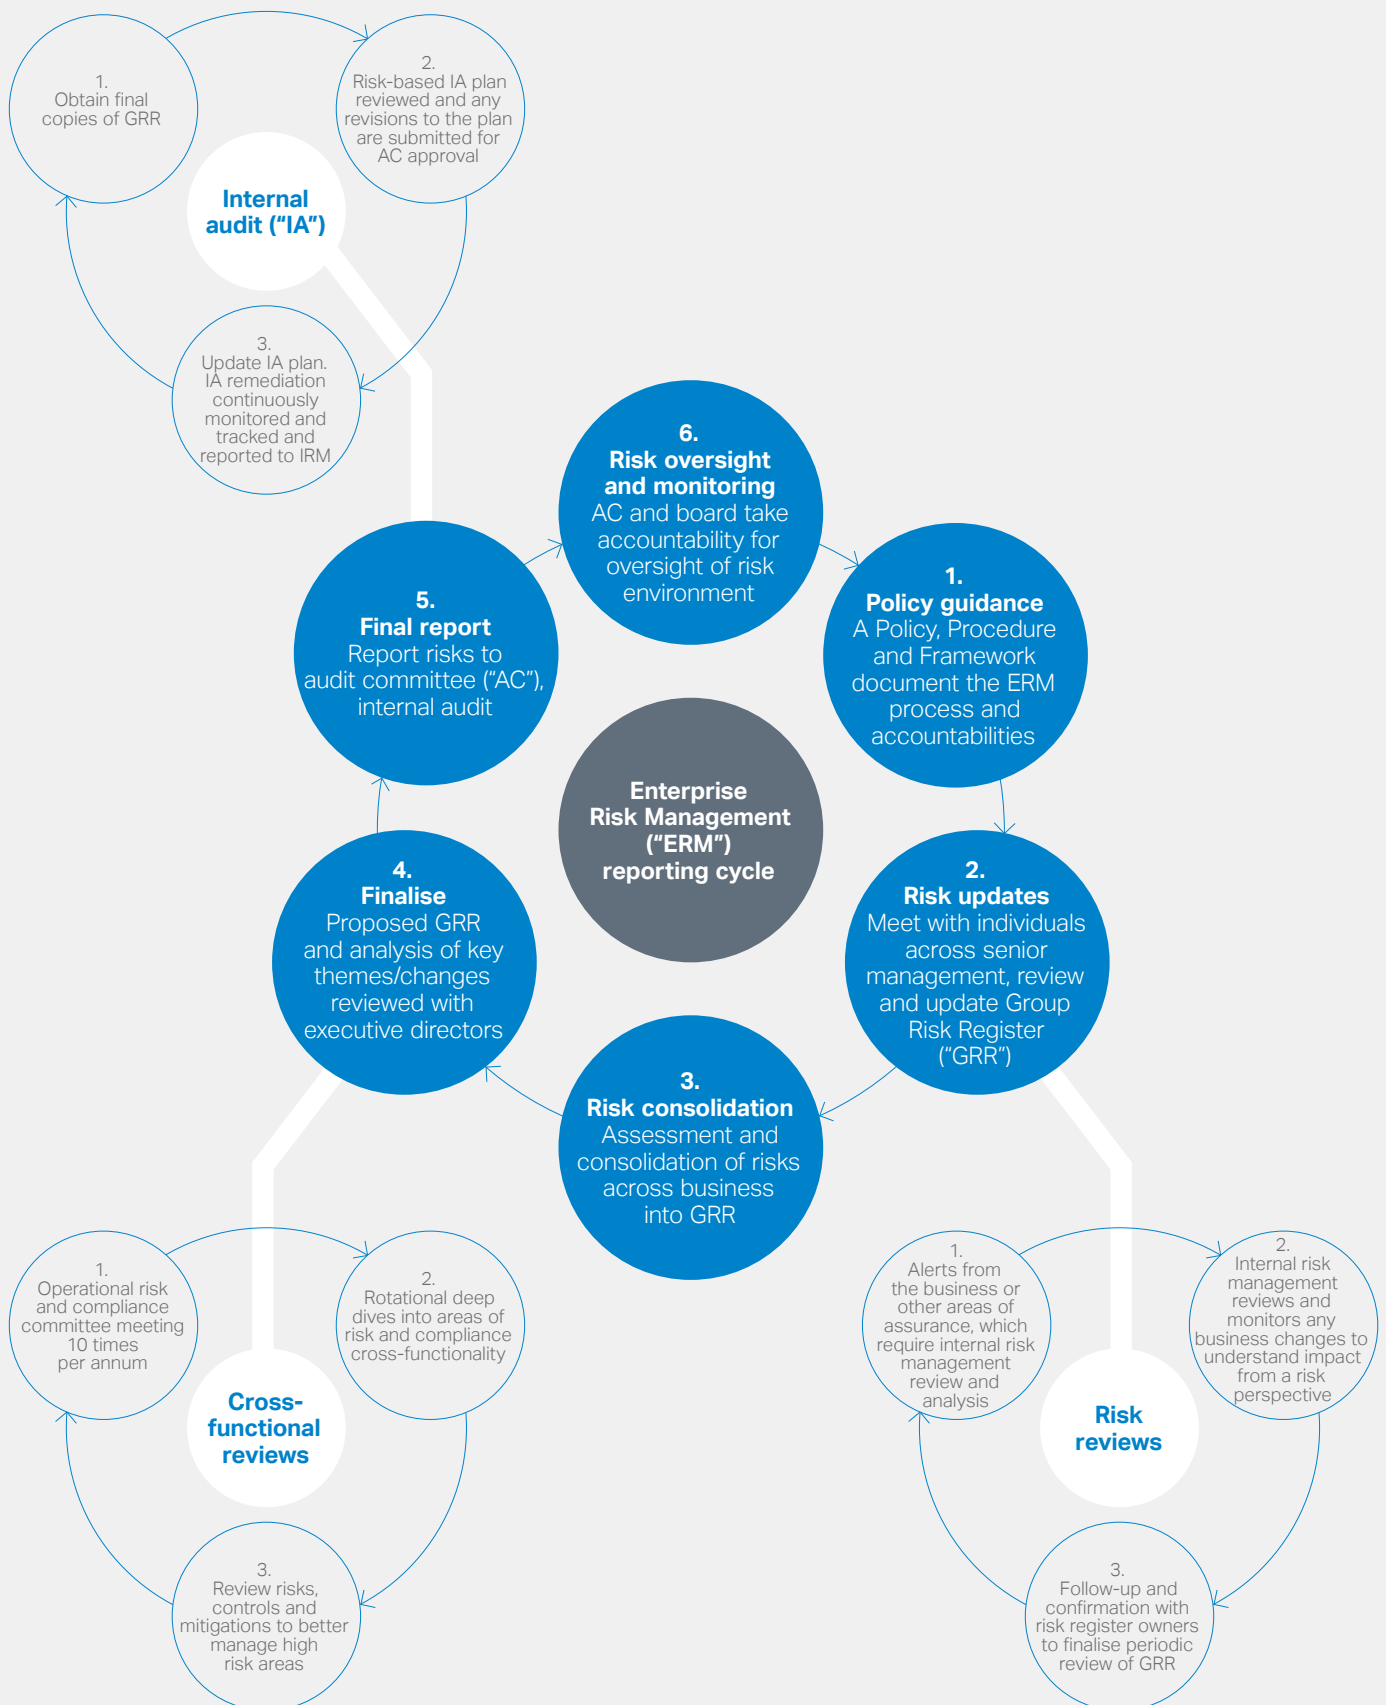 1.
Obtain final
copies of GRR
2.
Risk-based IA plan
reviewed and any
revisions to the plan
are submitted for
AC approval
Internal
audit (“IA”)
3.
Update IA plan.
IA remediation
continuously
monitored and
tracked and
reported to IRM
6.
Risk oversight
and monitoring
AC and board take
accountability for
oversight of risk
environment
1.
Policy guidance
A Policy, Procedure
and Framework
document the ERM
process and
accountabilities
5.
Final report
Report risks to
audit committee (“AC”),
internal audit
Enterprise
Risk Management
(“ERM”)
reporting cycle
2.
Risk updates
Meet with individuals
across senior
management, review
and update Group
Risk Register
(“GRR”)
4.
Finalise
Proposed GRR
and analysis of key
themes/changes
reviewed with
executive directors
3.
Risk consolidation
Assessment and
consolidation of risks
across business
into GRR
1.
Operational risk
and compliance
committee meeting
10 times
per annum
2.
Rotational deep
dives into areas of
risk and compliance
cross-functionality
Cross-
functional
reviews
3.
Review risks,
controls and
mitigations to better
manage high
risk areas
1.
Alerts from
the business or
other areas of
assurance, which
require internal risk
management
review and
analysis
2.
Internal risk
management
reviews and
monitors any
business changes to
understand impact
from a risk
perspective
Risk
reviews
3.
Follow-up and
confirmation with
risk register owners
to finalise periodic
review of GRR